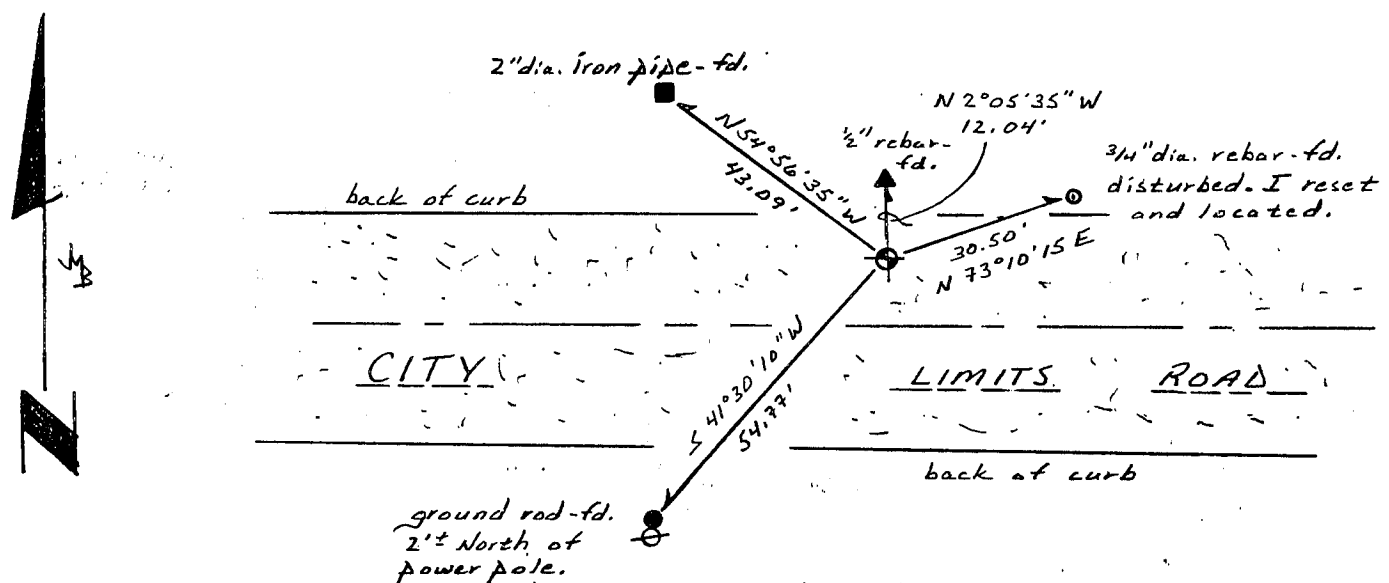 2" dia. iron pipe-fd.
N 2°05'35" W
12.04'
½" rebar-
fd.
3/4" dia. rebar-fd.
disturbed. I reset
and located.
N 54°56'35" W
43.09'
back of curb
30.50'
N 73°10'15 E
CITY LIMITS ROAD
S 41°30'10" W
54.77'
back of curb
ground rod-fd.
2'± North of
power pole.
N